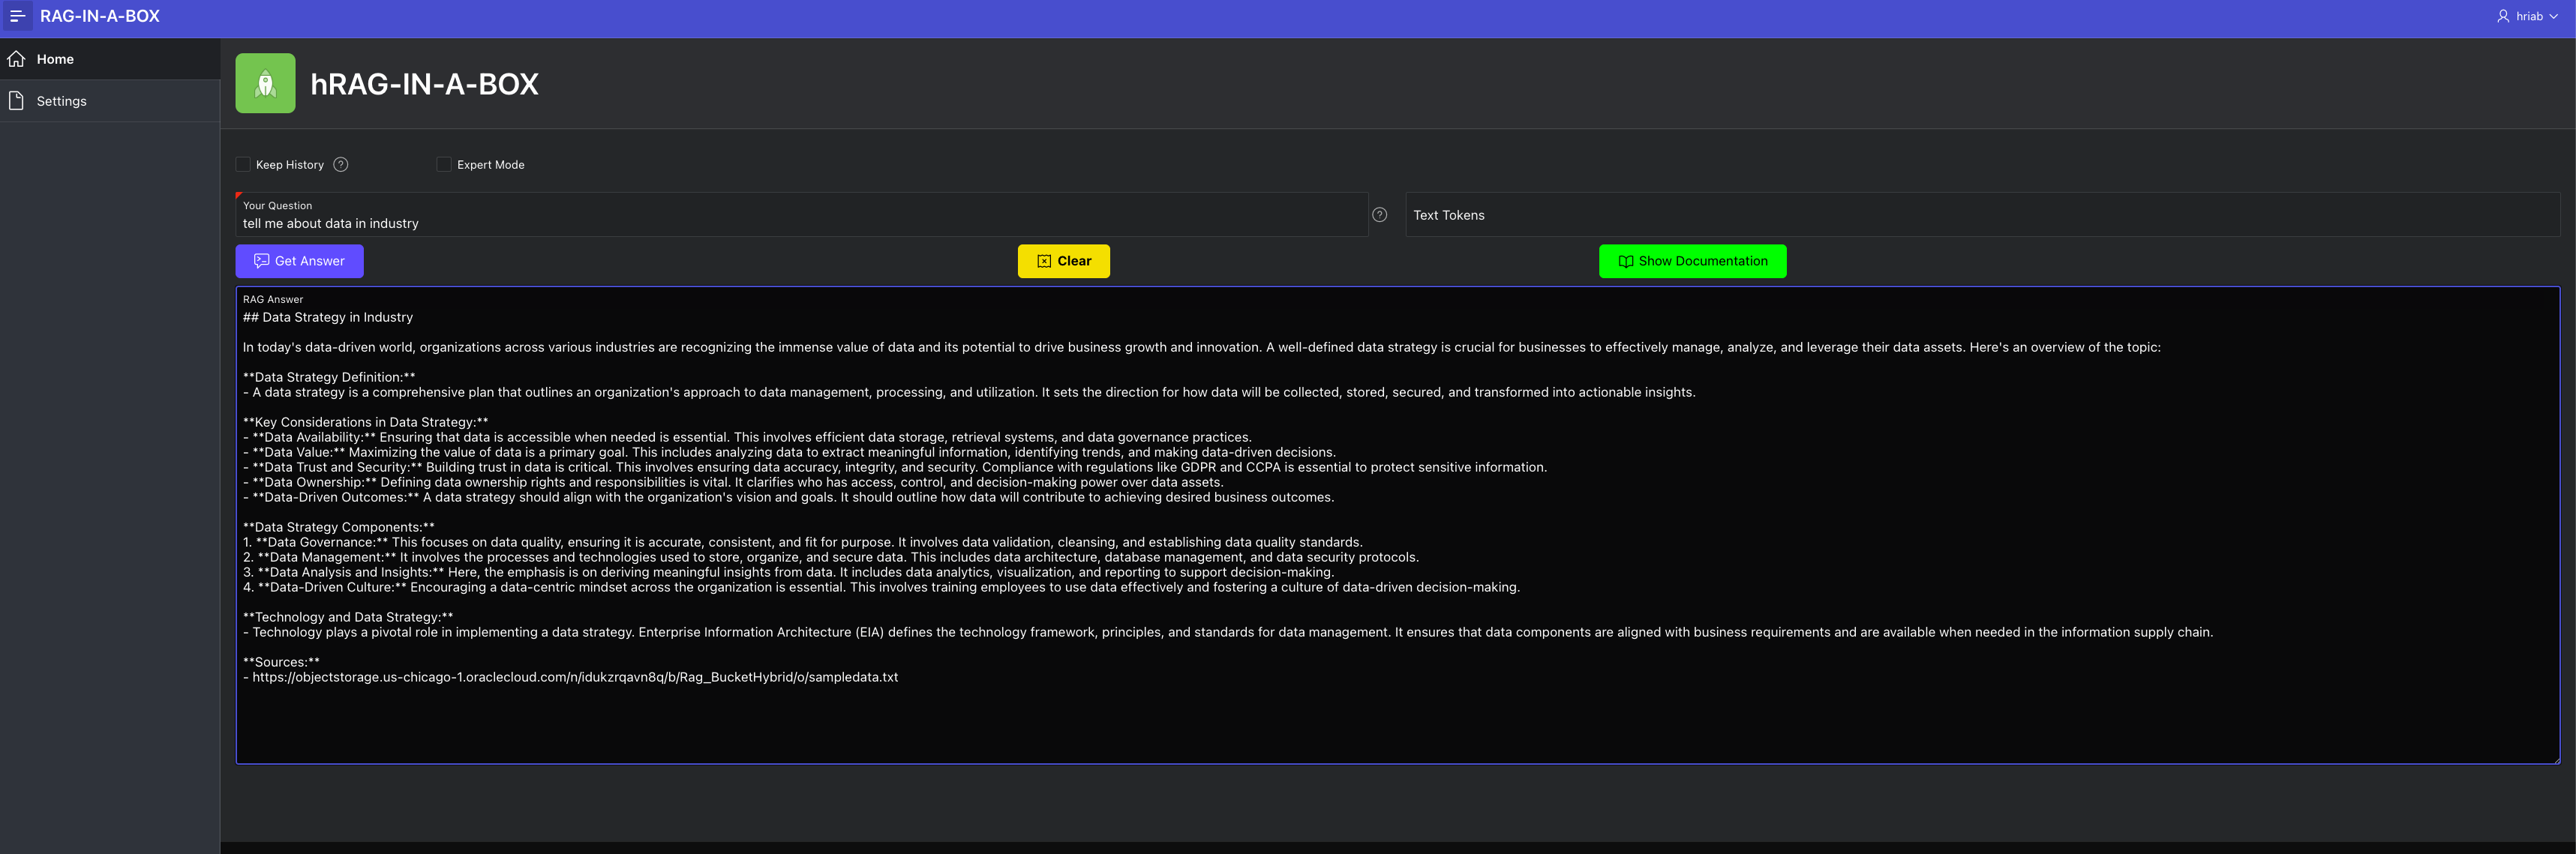 RAG-IN-A-BOX
hriab
Home
Settings
hRAG-IN-A-BOX
Keep History
Expert Mode
Your Question
tell me about data in industry
Text Tokens
Get Answer
Clear
Show Documentation
RAG Answer
## Data Strategy in Industry
In today's data-driven world, organizations across various industries are recognizing the immense value of data and its potential to drive business growth and innovation. A well-defined data strategy is crucial for businesses to effectively manage, analyze, and leverage their data assets. Here's an overview of the topic:
**Data Strategy Definition:**
- A data strategy is a comprehensive plan that outlines an organization's approach to data management, processing, and utilization. It sets the direction for how data will be collected, stored, secured, and transformed into actionable insights.
**Key Considerations in Data Strategy:**
- **Data Availability:** Ensuring that data is accessible when needed is essential. This involves efficient data storage, retrieval systems, and data governance practices.
- **Data Value:** Maximizing the value of data is a primary goal. This includes analyzing data to extract meaningful information, identifying trends, and making data-driven decisions.
- **Data Trust and Security:** Building trust in data is critical. This involves ensuring data accuracy, integrity, and security. Compliance with regulations like GDPR and CCPA is essential to protect sensitive information.
- **Data Ownership:** Defining data ownership rights and responsibilities is vital. It clarifies who has access, control, and decision-making power over data assets.
- **Data-Driven Outcomes:** A data strategy should align with the organization's vision and goals. It should outline how data will contribute to achieving desired business outcomes.
**Data Strategy Components:**
1. **Data Governance:** This focuses on data quality, ensuring it is accurate, consistent, and fit for purpose. It involves data validation, cleansing, and establishing data quality standards.
2. **Data Management:** It involves the processes and technologies used to store, organize, and secure data. This includes data architecture, database management, and data security protocols.
3. **Data Analysis and Insights:** Here, the emphasis is on deriving meaningful insights from data. It includes data analytics, visualization, and reporting to support decision-making.
4. **Data-Driven Culture:** Encouraging a data-centric mindset across the organization is essential. This involves training employees to use data effectively and fostering a culture of data-driven decision-making.
**Technology and Data Strategy:**
- Technology plays a pivotal role in implementing a data strategy. Enterprise Information Architecture (EIA) defines the technology framework, principles, and standards for data management. It ensures that data components are aligned with business requirements and are available when needed in the information supply chain.
**Sources:**
- https://objectstorage.us-chicago-1.oraclecloud.com/n/idukzrqavn8q/b/Rag_BucketHybrid/o/sampledata.txt